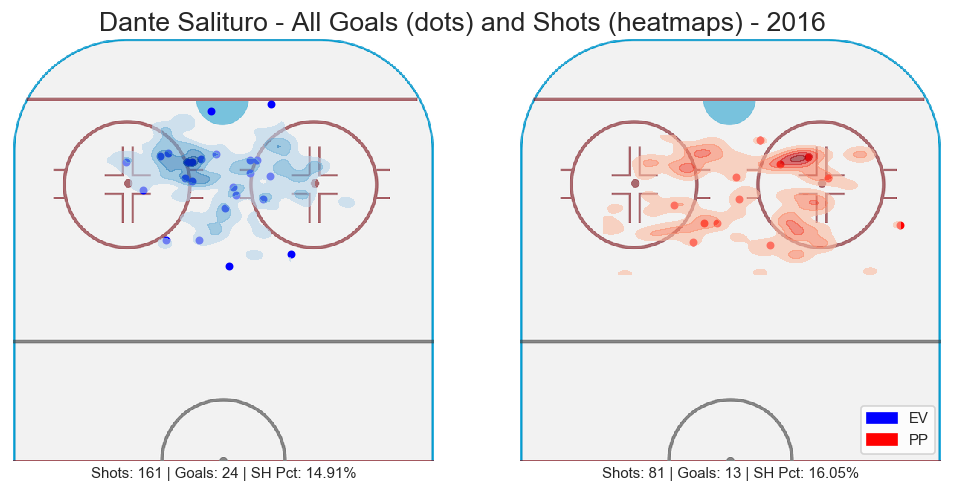 Dante Salituro - All Goals (dots) and Shots (heatmaps) - 2016
EV
PP
Shots: 161 | Goals: 24 | SH Pct: 14.91%
Shots: 81 | Goals: 13 | SH Pct: 16.05%